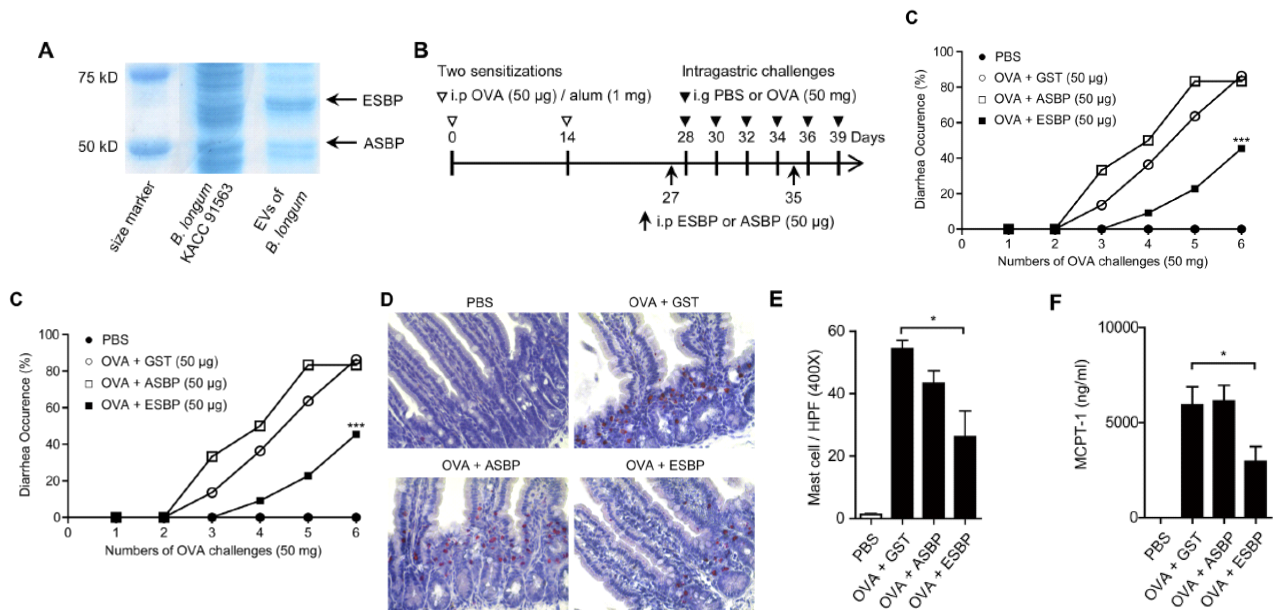 A
75 kD
50 kD
ESBP
ASBP
size marker
B. longum
KACC 91563
EVs of
B. longum
B
Two sensitizations
i.p OVA (50 µg) / alum (1 mg)
Intragastric challenges
i.g PBS or OVA (50 mg)
0 14 28 30 32 34 36 39 Days
27 35
i.p ESBP or ASBP (50 µg)
C
Diarrhea Occurence (%)
100
80
60
40
20
0
PBS
OVA + GST (50 µg)
OVA + ASBP (50 µg)
OVA + ESBP (50 µg)
***
0 1 2 3 4 5 6
Numbers of OVA challenges (50 mg)
C
Diarrhea Occurence (%)
100
80
60
40
20
0
PBS
OVA + GST (50 µg)
OVA + ASBP (50 µg)
OVA + ESBP (50 µg)
***
0 1 2 3 4 5 6
Numbers of OVA challenges (50 mg)
D
PBS
OVA + GST
OVA + ASBP
OVA + ESBP
E
Mast cell / HPF (400X)
60
40
20
0
*
PBS
OVA + GST
OVA + ASBP
OVA + ESBP
F
MCPT-1 (ng/ml)
10000
5000
0
*
PBS
OVA + GST
OVA + ASBP
OVA + ESBP